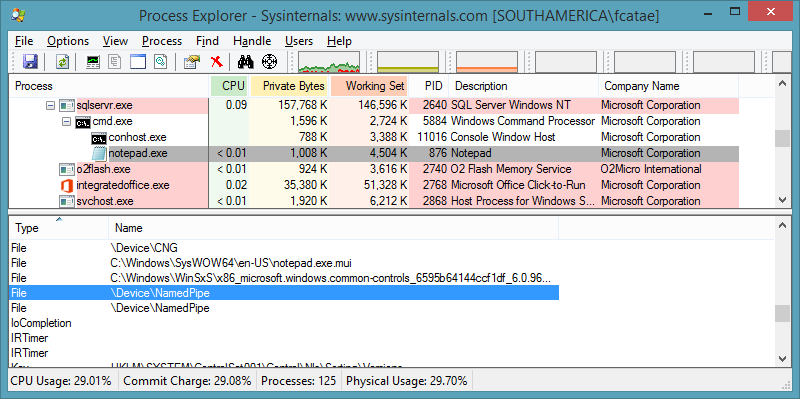 Process Explorer - Sysinternals: www.sysinternals.com [SOUTHAMERICA\fcatae]
File Options View Process Find Handle Users Help
Process CPU Private Bytes Working Set PID Description Company Name
sqlservr.exe 0.09 157,768 K 146,596 K 2640 SQL Server Windows NT Microsoft Corporation
cmd.exe 1,596 K 2,724 K 5884 Windows Command Processor Microsoft Corporation
conhost.exe 788 K 3,388 K 11016 Console Window Host Microsoft Corporation
notepad.exe < 0.01 1,008 K 4,504 K 876 Notepad Microsoft Corporation
o2flash.exe < 0.01 924 K 3,616 K 2740 O2 Flash Memory Service O2Micro International
integratedoffice.exe 0.02 35,380 K 51,328 K 2768 Microsoft Office Click-to-Run Microsoft Corporation
svchost.exe < 0.01 1,920 K 6,212 K 2868 Host Process for Windows S... Microsoft Corporation
Type Name
File \Device\CNG
File C:\Windows\SysWOW64\en-US\notepad.exe.mui
File C:\Windows\WinSxS\x86_microsoft.windows.common-controls_6595b64144ccf1df_6.0.96...
File \Device\NamedPipe
File \Device\NamedPipe
IoCompletion
IRTimer
IRTimer
Key HKLM\SYSTEM\ControlSet001\Control\Nls\Sorting\Versions
CPU Usage: 29.01% Commit Charge: 29.08% Processes: 125 Physical Usage: 29.70%